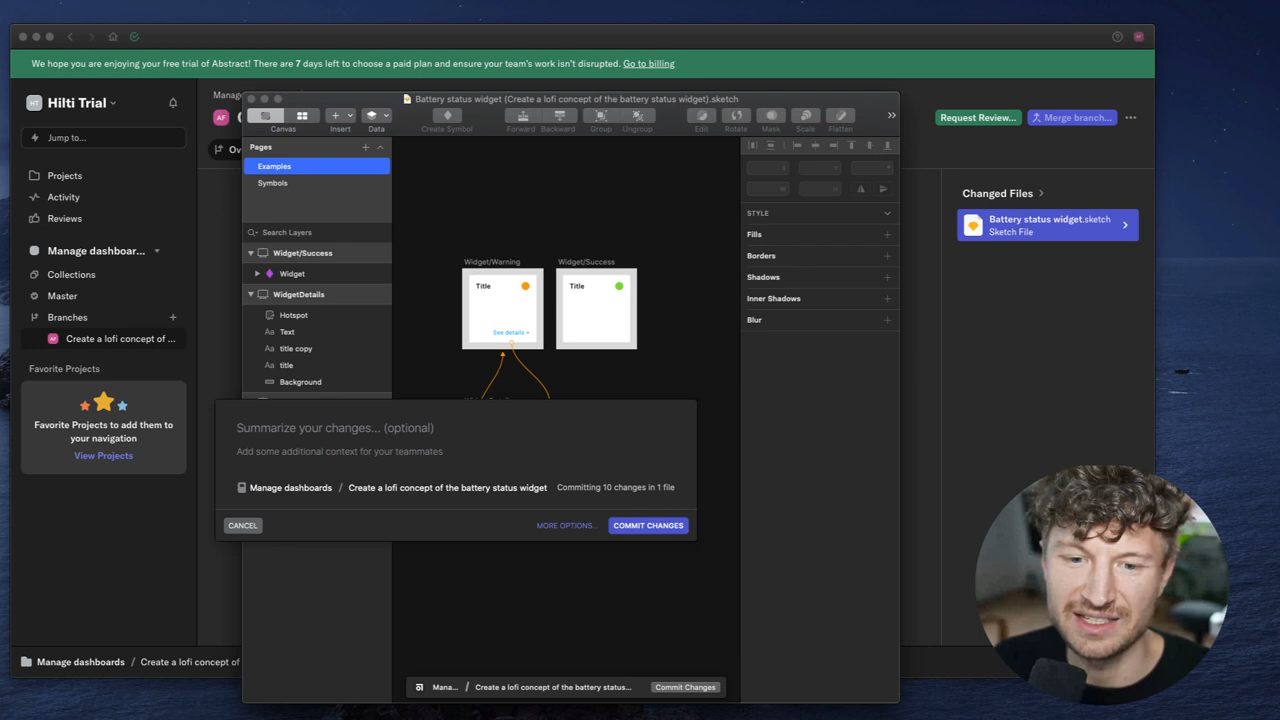 We hope you are enjoying your free trial of Abstract! There are 7 days left to choose a paid plan and ensure your team's work isn't disrupted. Go to billing
HT Hilti Trial
Jump to...
Projects
Activity
Reviews
Manage dashboar...
Collections
Master
Branches
AF Create a lofi concept of ...
Favorite Projects
Favorite Projects to add them to
your navigation
View Projects
Manage dashboards / Create a lofi concept of
AF
Battery status widget (Create a lofi concept of the battery status widget).sketch
Canvas Insert Data Create Symbol Forward Backward Group Ungroup Edit Rotate Mask Scale Flatten
Pages
Examples
Symbols
Search Layers
Widget/Success
Widget
WidgetDetails
Hotspot
Aa Text
Aa title copy
Aa title
Background
Widget/Warning Widget/Success
Title Title
See details >
STYLE
Fills
Borders
Shadows
Inner Shadows
Blur
Summarize your changes... (optional)
Add some additional context for your teammates
Manage dashboards / Create a lofi concept of the battery status widget Committing 10 changes in 1 file
CANCEL MORE OPTIONS... COMMIT CHANGES
Mana... / Create a lofi concept of the battery status... Commit Changes
Request Review... Merge branch...
Changed Files
Battery status widget.sketch
Sketch File